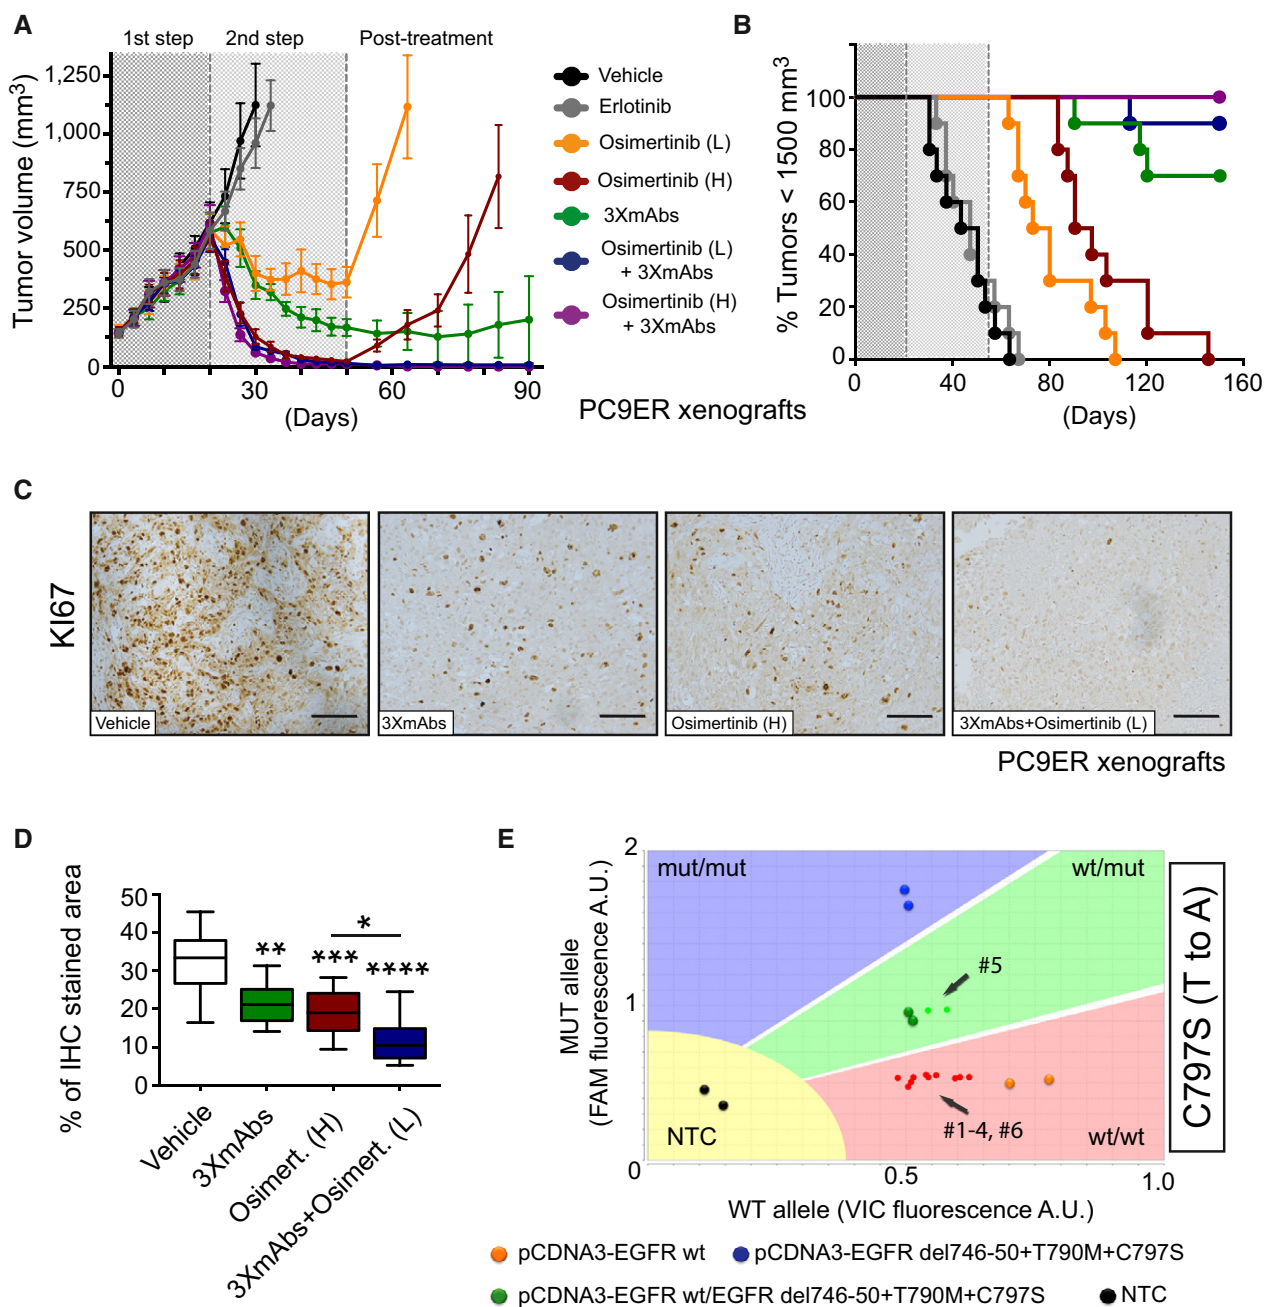 A
1st step
2nd step
Post-treatment
Tumor volume (mm3)
1,250
1,000
750
500
250
0
0
30
60
90
(Days)
Vehicle
Erlotinib
Osimertinib (L)
Osimertinib (H)
3XmAbs
Osimertinib (L)
+ 3XmAbs
Osimertinib (H)
+ 3XmAbs
PC9ER xenografts
B
% Tumors < 1500 mm3
100
80
60
40
20
0
0
40
80
120
160
(Days)
C
KI67
Vehicle
3XmAbs
Osimertinib (H)
3XmAbs+Osimertinib (L)
PC9ER xenografts
D
% of IHC stained area
50
40
30
20
10
0
**
***
*
****
Vehicle
3XmAbs
Osimert. (H)
3XmAbs+Osimert. (L)
E
MUT allele
(FAM fluorescence A.U.)
2
1
0
mut/mut
wt/mut
#5
#1-4, #6
NTC
wt/wt
0.5
1.0
WT allele (VIC fluorescence A.U.)
C797S (T to A)
pCDNA3-EGFR wt
pCDNA3-EGFR del746-50+T790M+C797S
pCDNA3-EGFR wt/EGFR del746-50+T790M+C797S
NTC